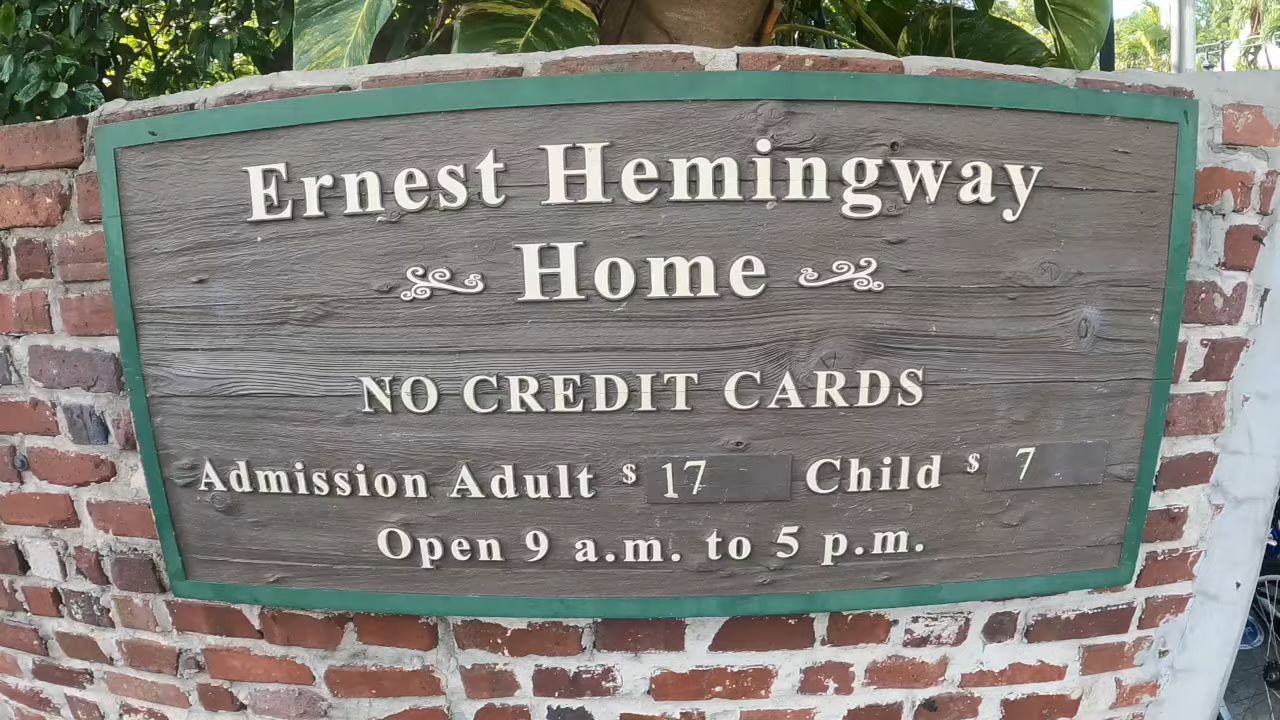 Ernest Hemingway
Home
NO CREDIT CARDS
Admission Adult $ 17 Child $ 7
Open 9 a.m. to 5 p.m.